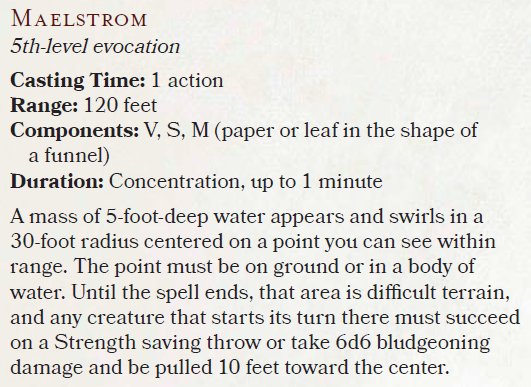 MAELSTROM
5th-level evocation
Casting Time: 1 action
Range: 120 feet
Components: V, S, M (paper or leaf in the shape of
a funnel)
Duration: Concentration, up to 1 minute
A mass of 5-foot-deep water appears and swirls in a
30-foot radius centered on a point you can see within
range. The point must be on ground or in a body of
water. Until the spell ends, that area is difficult terrain,
and any creature that starts its turn there must succeed
on a Strength saving throw or take 6d6 bludgeoning
damage and be pulled 10 feet toward the center.